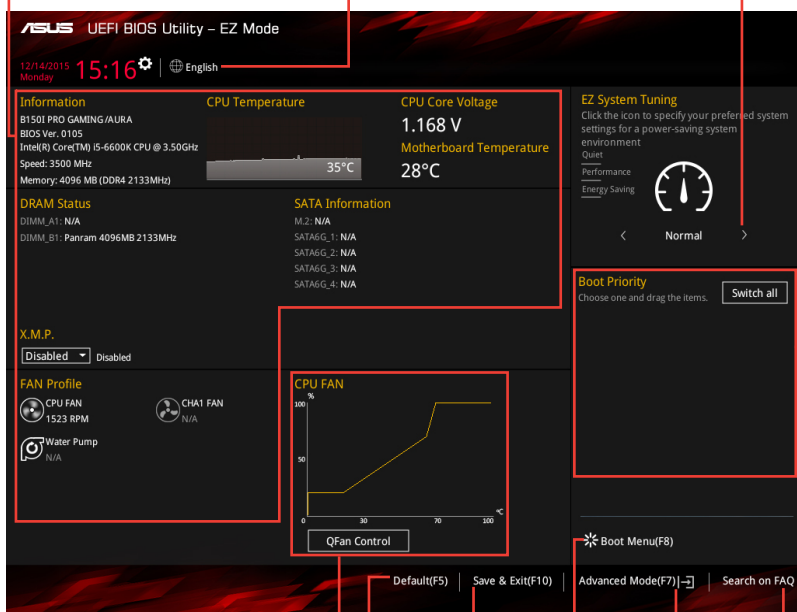 ASUS UEFI BIOS Utility – EZ Mode
12/14/2015
Monday
15:16
English
Information
B150I PRO GAMING/AURA
BIOS Ver. 0105
Intel(R) Core(TM) i5-6600K CPU @ 3.50GHz
Speed: 3500 MHz
Memory: 4096 MB (DDR4 2133MHz)
CPU Temperature
35°C
CPU Core Voltage
1.168 V
Motherboard Temperature
28°C
EZ System Tuning
Click the icon to specify your preferred system
settings for a power-saving system
environment
Quiet
Performance
Energy Saving
Normal
DRAM Status
DIMM_A1: N/A
DIMM_B1: Panram 4096MB 2133MHz
SATA Information
M.2: N/A
SATA6G_1: N/A
SATA6G_2: N/A
SATA6G_3: N/A
SATA6G_4: N/A
Boot Priority
Choose one and drag the items.
Switch all
X.M.P.
Disabled Disabled
FAN Profile
CPU FAN
1523 RPM
CHA1 FAN
N/A
Water Pump
N/A
CPU FAN
%
100
50
0 30 70 100
°C
QFan Control
Boot Menu(F8)
Default(F5) Save & Exit(F10) Advanced Mode(F7) Search on FAQ